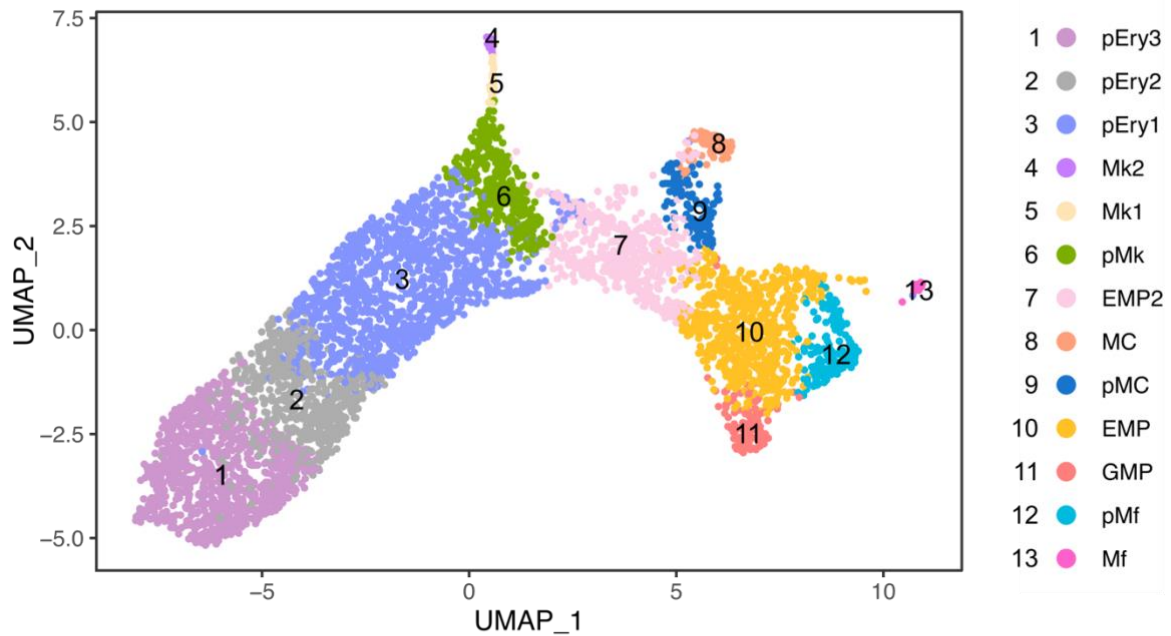 7.5
5.0
2.5
0.0
−2.5
−5.0
UMAP_2
−5
0
5
10
UMAP_1
4
5
6
3
2
1
7
8
9
10
11
12
13
1 pEry3
2 pEry2
3 pEry1
4 Mk2
5 Mk1
6 pMk
7 EMP2
8 MC
9 pMC
10 EMP
11 GMP
12 pMf
13 Mf